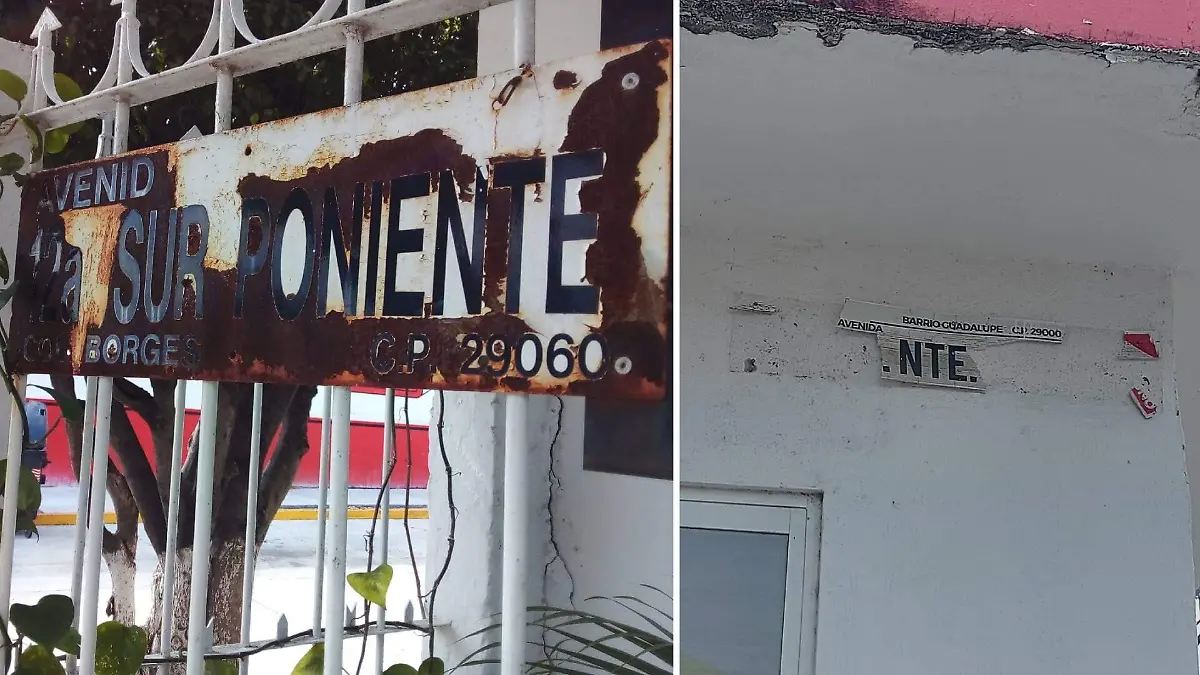 AVENID
12a SUR PONIENTE
COL. BORGES C.P. 29060
AVENIDA BARRIO GUADALUPE C.P. 29000
. NTE.